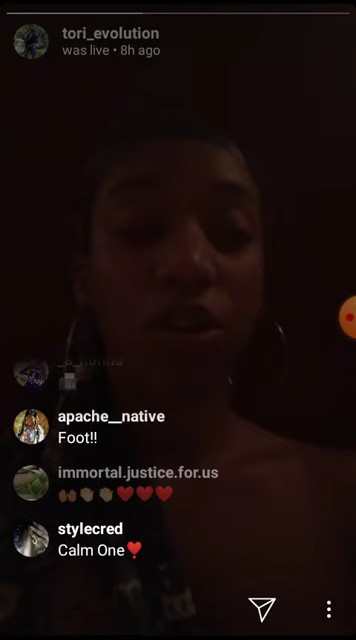 tori_evolution
was live • 8h ago
apache__native
Foot!!
immortal.justice.for.us
👏🏾👏🏼👏🏽❤️❤️❤️
stylecred
Calm One❣️